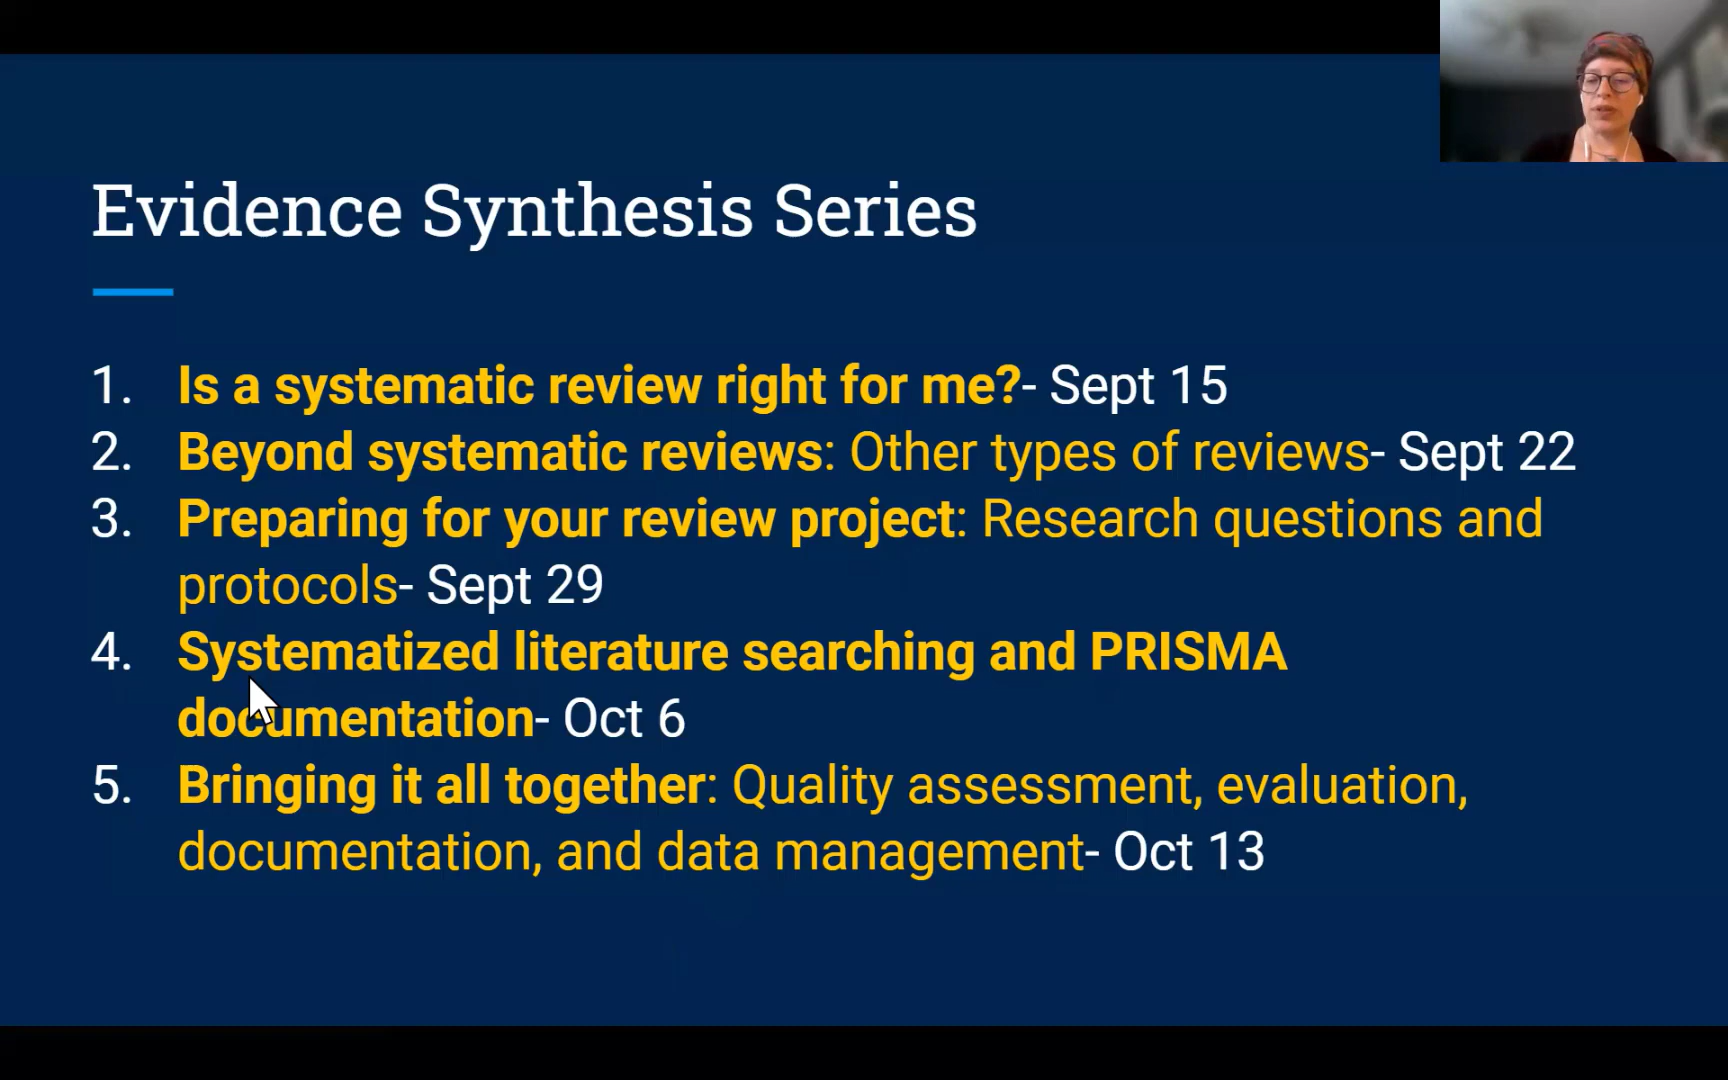 Evidence Synthesis Series
1. Is a systematic review right for me?- Sept 15
2. Beyond systematic reviews: Other types of reviews- Sept 22
3. Preparing for your review project: Research questions and
protocols- Sept 29
4. Systematized literature searching and PRISMA
documentation- Oct 6
5. Bringing it all together: Quality assessment, evaluation,
documentation, and data management- Oct 13